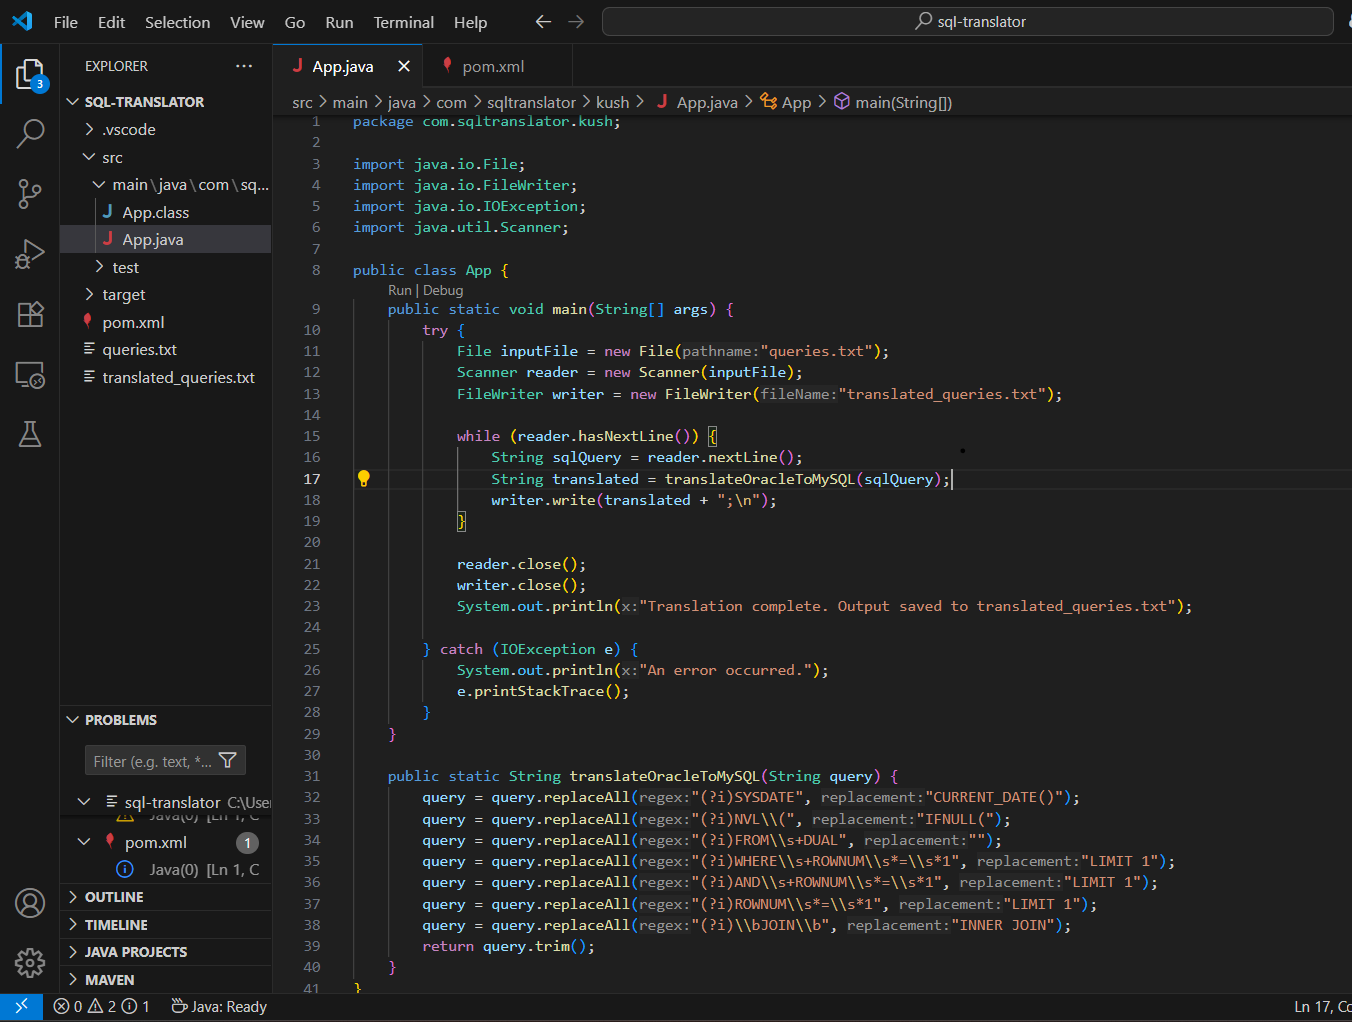 File Edit Selection View Go Run Terminal Help sql-translator
EXPLORER
SQL-TRANSLATOR
.vscode
src
main\java\com\sq...
App.class
App.java
test
target
pom.xml
queries.txt
translated_queries.txt
PROBLEMS
Filter (e.g. text, *...
sql-translator C:\User
Java(0) [Ln 1, C
pom.xml 1
Java(0) [Ln 1, C
OUTLINE
TIMELINE
JAVA PROJECTS
MAVEN
3
App.java pom.xml
src > main > java > com > sqltranslator > kush > App.java > App > main(String[])
1 package com.sqltranslator.kush;
2
3 import java.io.File;
4 import java.io.FileWriter;
5 import java.io.IOException;
6 import java.util.Scanner;
7
8 public class App {
Run | Debug
9 public static void main(String[] args) {
10 try {
11 File inputFile = new File(pathname:"queries.txt");
12 Scanner reader = new Scanner(inputFile);
13 FileWriter writer = new FileWriter(fileName:"translated_queries.txt");
14
15 while (reader.hasNextLine()) {
16 String sqlQuery = reader.nextLine();
17 String translated = translateOracleToMySQL(sqlQuery);
18 writer.write(translated + ";\n");
19 }
20
21 reader.close();
22 writer.close();
23 System.out.println(x:"Translation complete. Output saved to translated_queries.txt");
24
25 } catch (IOException e) {
26 System.out.println(x:"An error occurred.");
27 e.printStackTrace();
28 }
29 }
30
31 public static String translateOracleToMySQL(String query) {
32 query = query.replaceAll(regex:"(?i)SYSDATE", replacement:"CURRENT_DATE()");
33 query = query.replaceAll(regex:"(?i)NVL\\(", replacement:"IFNULL(");
34 query = query.replaceAll(regex:"(?i)FROM\\s+DUAL", replacement:"");
35 query = query.replaceAll(regex:"(?i)WHERE\\s+ROWNUM\\s*=\\s*1", replacement:"LIMIT 1");
36 query = query.replaceAll(regex:"(?i)AND\\s+ROWNUM\\s*=\\s*1", replacement:"LIMIT 1");
37 query = query.replaceAll(regex:"(?i)ROWNUM\\s*=\\s*1", replacement:"LIMIT 1");
38 query = query.replaceAll(regex:"(?i)\\bJOIN\\b", replacement:"INNER JOIN");
39 return query.trim();
40 }
41 }
0 2 1 Java: Ready Ln 17, Co